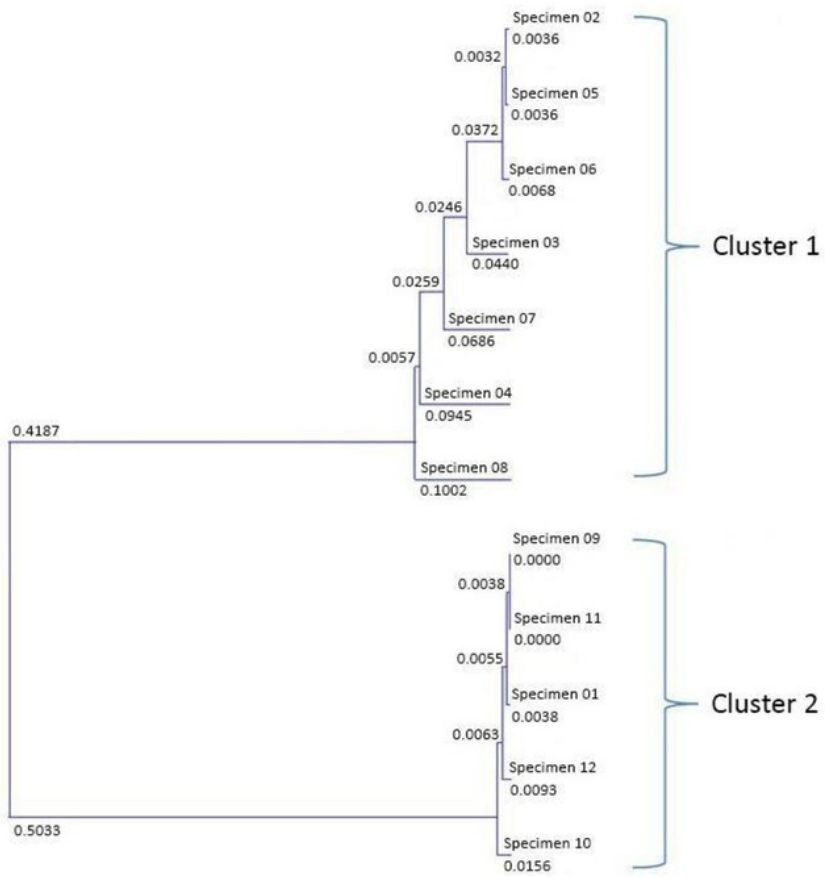 Specimen 02
0.0036
0.0032
Specimen 05
0.0036
0.0372
Specimen 06
0.0068
0.0246
Specimen 03
0.0440
Cluster 1
0.0259
Specimen 07
0.0686
0.0057
Specimen 04
0.0945
0.4187
Specimen 08
0.1002
Specimen 09
0.0000
0.0038
Specimen 11
0.0000
0.0055
Specimen 01
0.0038
Cluster 2
0.0063
Specimen 12
0.0093
0.5033
Specimen 10
0.0156